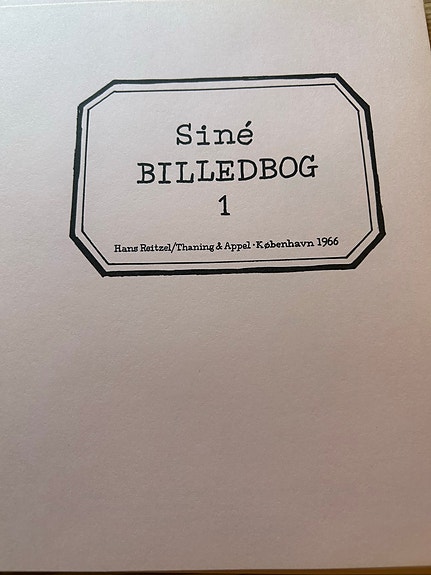 Siné
BILLEDBOG
1
Hans Reitzel/Thaning & Appel · København 1966